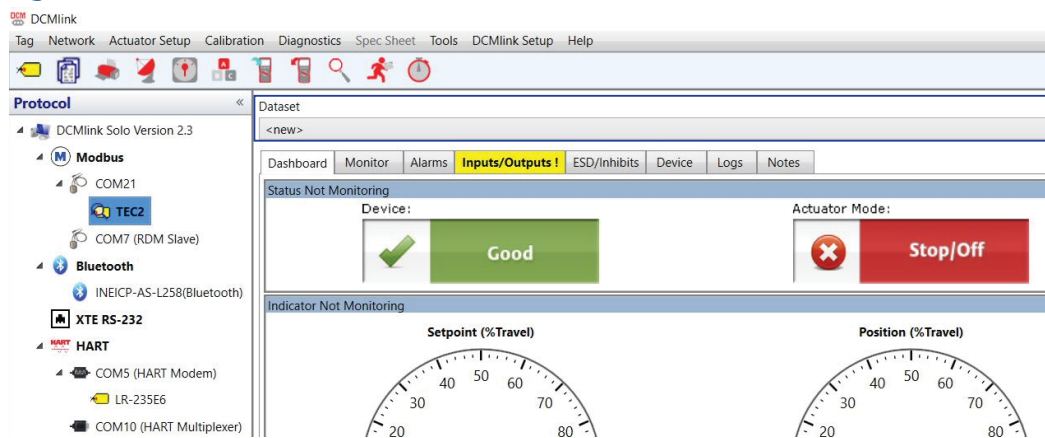 DCM DCMlink
Tag Network Actuator Setup Calibration Diagnostics Spec Sheet Tools DCMlink Setup Help
A
C
Protocol «
DCMlink Solo Version 2.3
M Modbus
COM21
TEC2
COM7 (RDM Slave)
Bluetooth
INEICP-AS-L258(Bluetooth)
XTE RS-232
HART HART
COM5 (HART Modem)
LR-235E6
COM10 (HART Multiplexer)
Dataset
<new>
Dashboard Monitor Alarms Inputs/Outputs ! ESD/Inhibits Device Logs Notes
Status Not Monitoring
Device: Actuator Mode:
Good Stop/Off
Indicator Not Monitoring
Setpoint (%Travel) Position (%Travel)
20 30 40 50 60 70 80 20 30 40 50 60 70 80